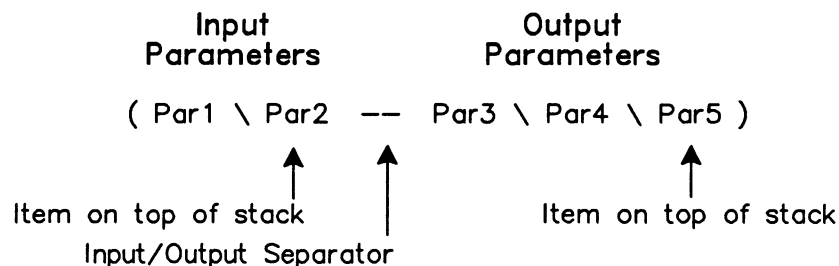 Input Parameters
Output Parameters
( Par1 \ Par2 -- Par3 \ Par4 \ Par5 )
Item on top of stack
Item on top of stack
Input/Output Separator